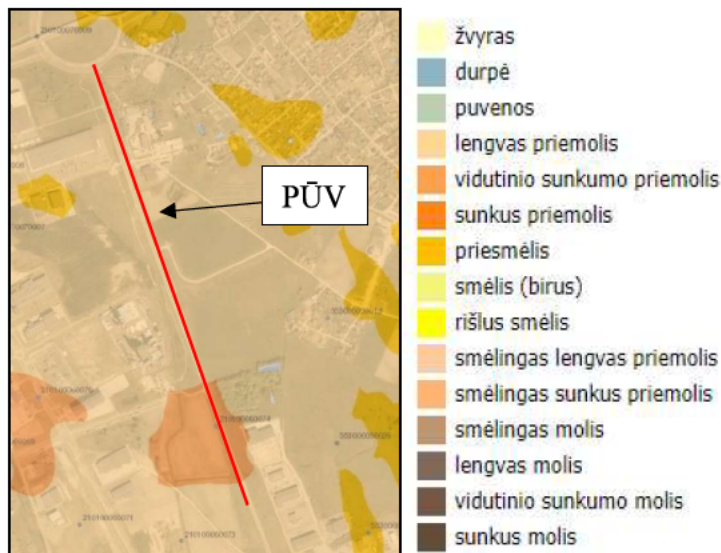 PŪV
žvyras
durpė
puvenos
lengvas priemolis
vidutinio sunkumo priemolis
sunkus priemolis
priesmėlis
smėlis (birus)
rišlus smėlis
smėlingas lengvas priemolis
smėlingas sunkus priemolis
smėlingas molis
lengvas molis
vidutinio sunkumo molis
sunkus molis